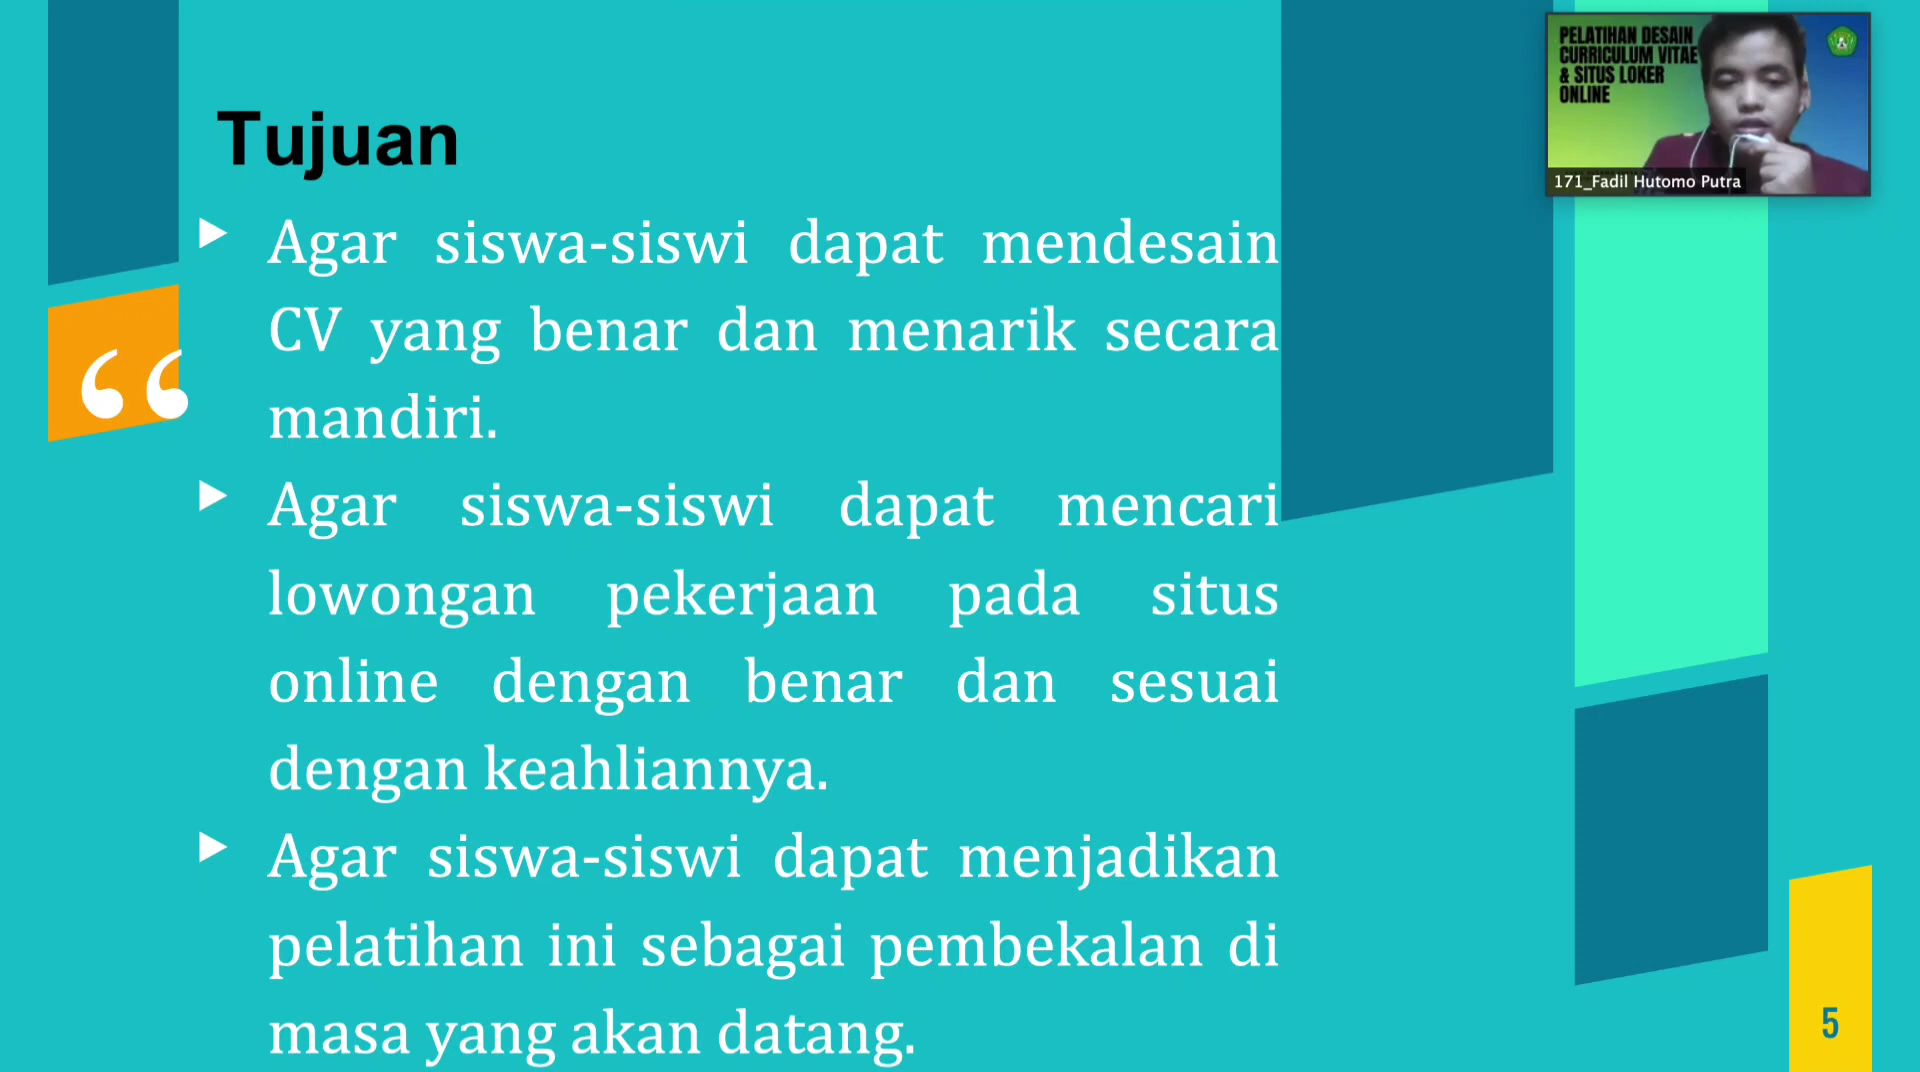 Tujuan
Agar siswa-siswi dapat mendesain
CV yang benar dan menarik secara
mandiri.
Agar siswa-siswi dapat mencari
lowongan pekerjaan pada situs
online dengan benar dan sesuai
dengan keahliannya.
Agar siswa-siswi dapat menjadikan
pelatihan ini sebagai pembekalan di
masa yang akan datang.
PELATIHAN DESAIN
CURRICULUM VITAE
& SITUS LOKER
ONLINE
171_Fadil Hutomo Putra
5